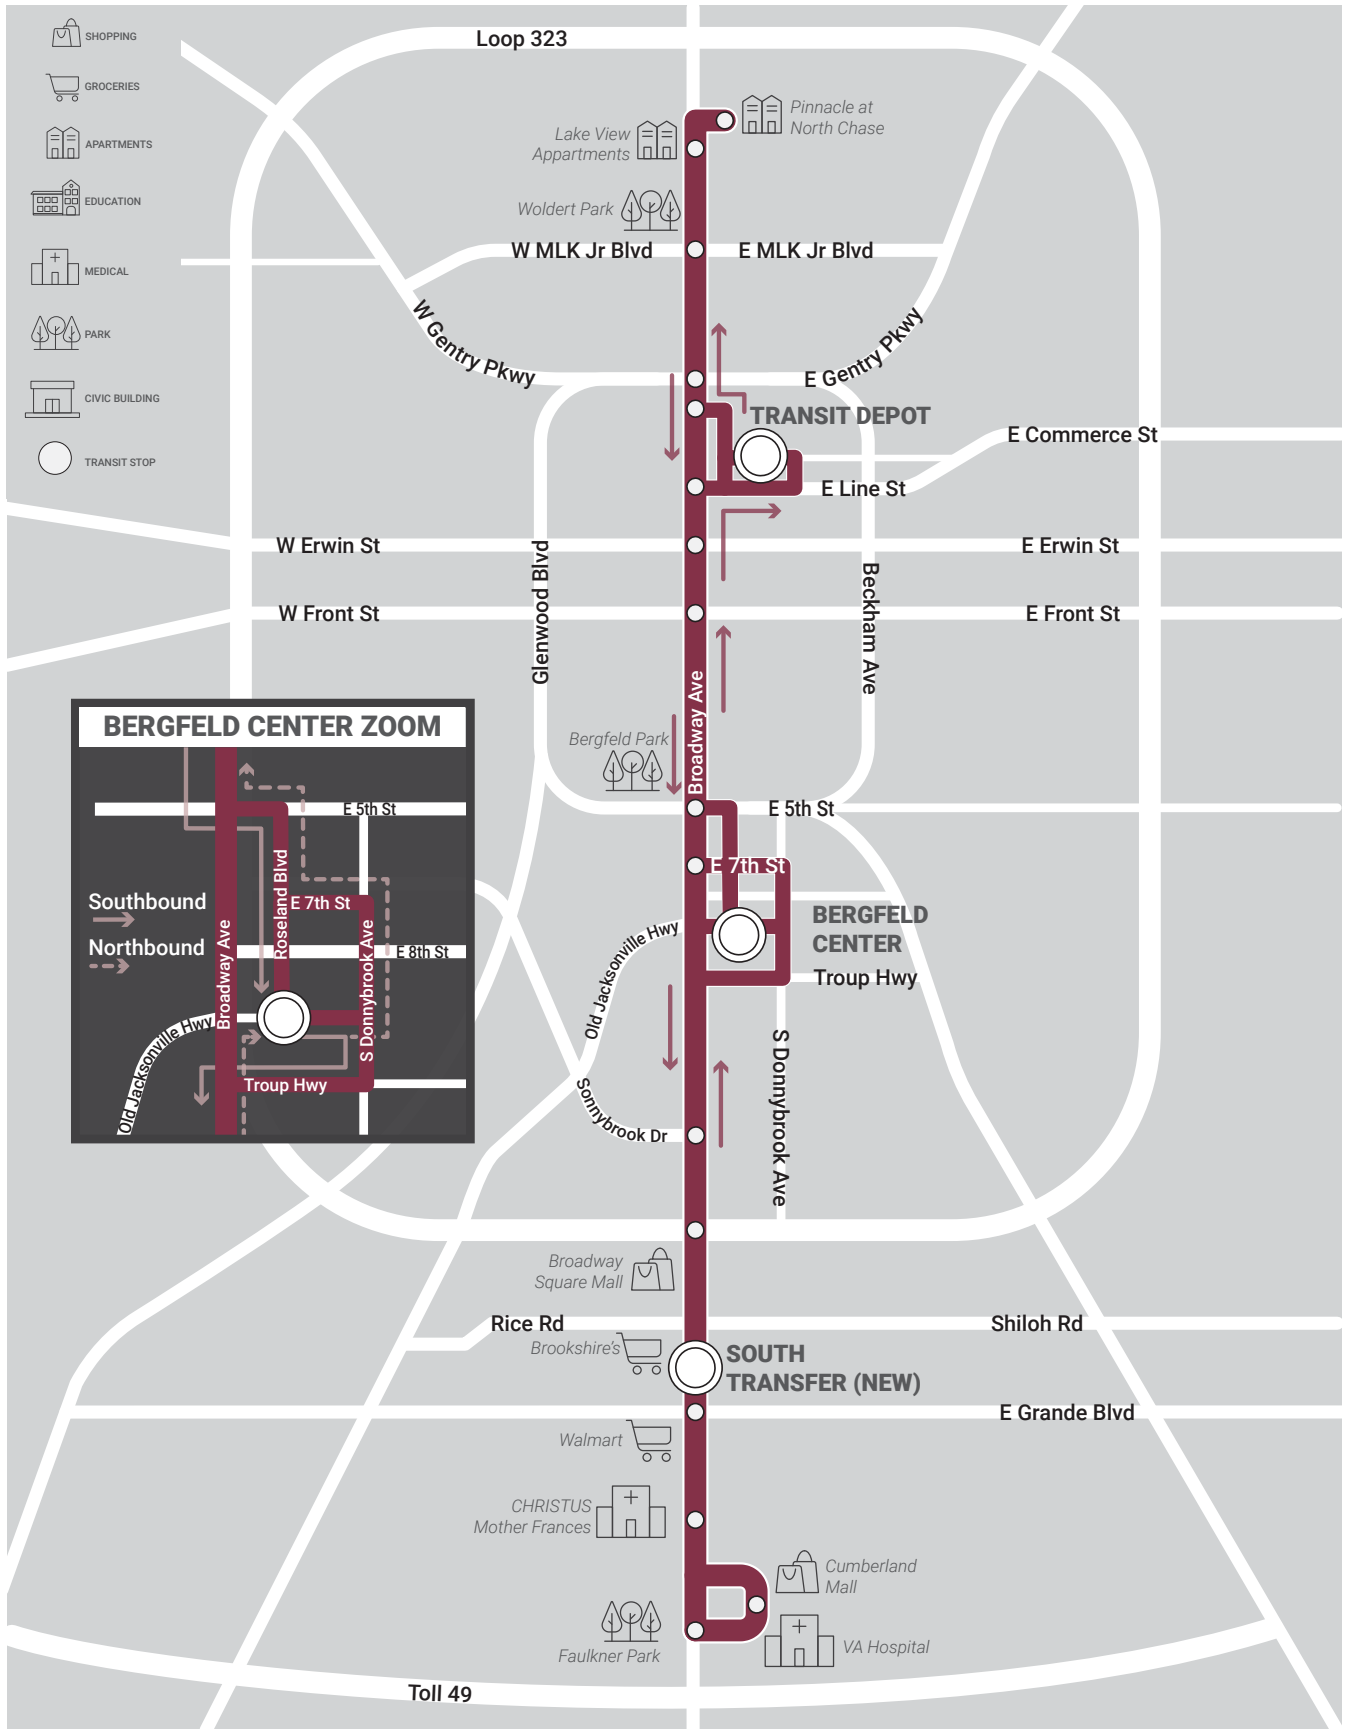 SHOPPING
GROCERIES
APARTMENTS
EDUCATION
MEDICAL
PARK
CIVIC BUILDING
TRANSIT STOP
Loop 323
Pinnacle at
North Chase
Lake View
Appartments
Woldert Park
W MLK Jr Blvd
E MLK Jr Blvd
W Gentry Pkwy
E Gentry Pkwy
TRANSIT DEPOT
E Commerce St
E Line St
W Erwin St
E Erwin St
Glenwood Blvd
Beckham Ave
W Front St
E Front St
Broadway Ave
Bergfeld Park
E 5th St
E 7th St
BERGFELD
CENTER
Old Jacksonville Hwy
Troup Hwy
S Donnybrook Ave
Sonnybrook Dr
BERGFELD CENTER ZOOM
E 5th St
Roseland Blvd
Southbound
E 7th St
Northbound
Broadway Ave
S Donnybrook Ave
E 8th St
Old Jacksonville Hwy
Troup Hwy
Broadway
Square Mall
Rice Rd
Shiloh Rd
Brookshire's
SOUTH
TRANSFER (NEW)
E Grande Blvd
Walmart
CHRISTUS
Mother Frances
Cumberland
Mall
Faulkner Park
VA Hospital
Toll 49